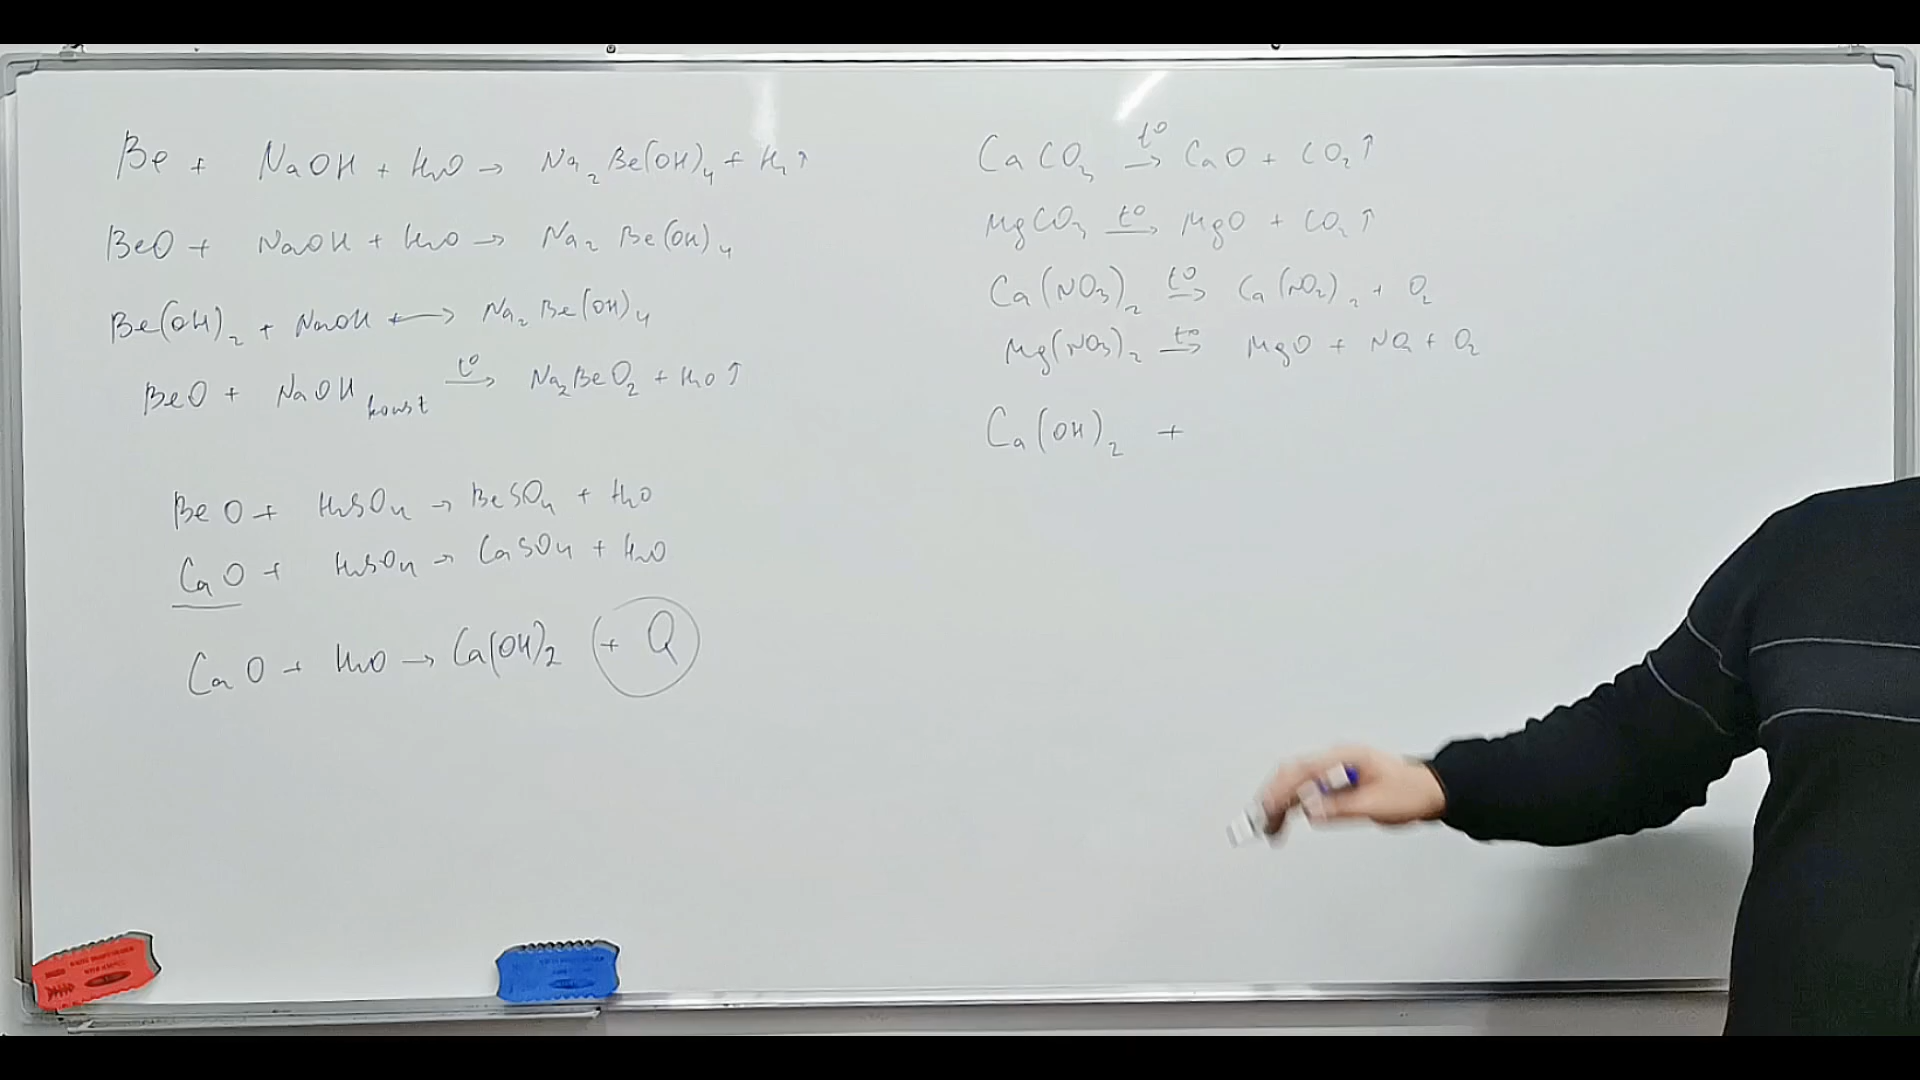 Be + NaOH + H₂O → Na₂Be(OH)₄ + H₂↑
BeO + NaOH + H₂O → Na₂Be(OH)₄
Be(OH)₂ + NaOH ⟷ Na₂Be(OH)₄
BeO + NaOH конст t° → Na₂BeO₂ + H₂O↑
BeO + H₂SO₄ → BeSO₄ + H₂O
CaO + H₂SO₄ → CaSO₄ + H₂O
CaO + H₂O → Ca(OH)₂ + Q
CaCO₃ t° → CaO + CO₂↑
MgCO₃ t° → MgO + CO₂↑
Ca(NO₃)₂ t° → Ca(NO₂)₂ + O₂
Mg(NO₃)₂ t° → MgO + NO₂ + O₂
Ca(OH)₂ +